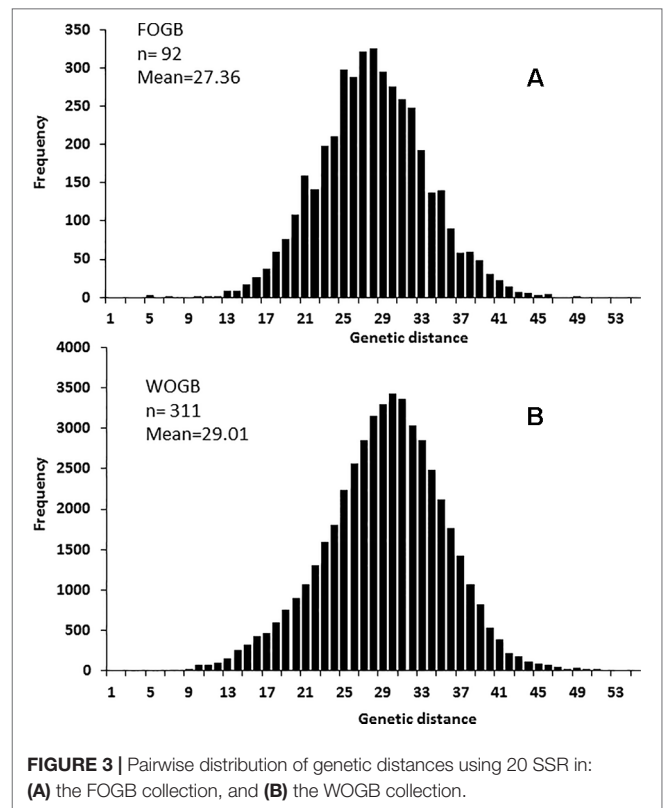 350
300
250
200
150
100
50
0
Frequency
FOGB
n= 92
Mean=27.36
A
1 5 9 13 17 21 25 29 33 37 41 45 49 53
Genetic distance
4000
3500
3000
2500
2000
1500
1000
500
0
Frequency
WOGB
n= 311
Mean=29.01
B
1 5 9 13 17 21 25 29 33 37 41 45 49 53
Genetic distance
FIGURE 3 | Pairwise distribution of genetic distances using 20 SSR in:
(A) the FOGB collection, and (B) the WOGB collection.